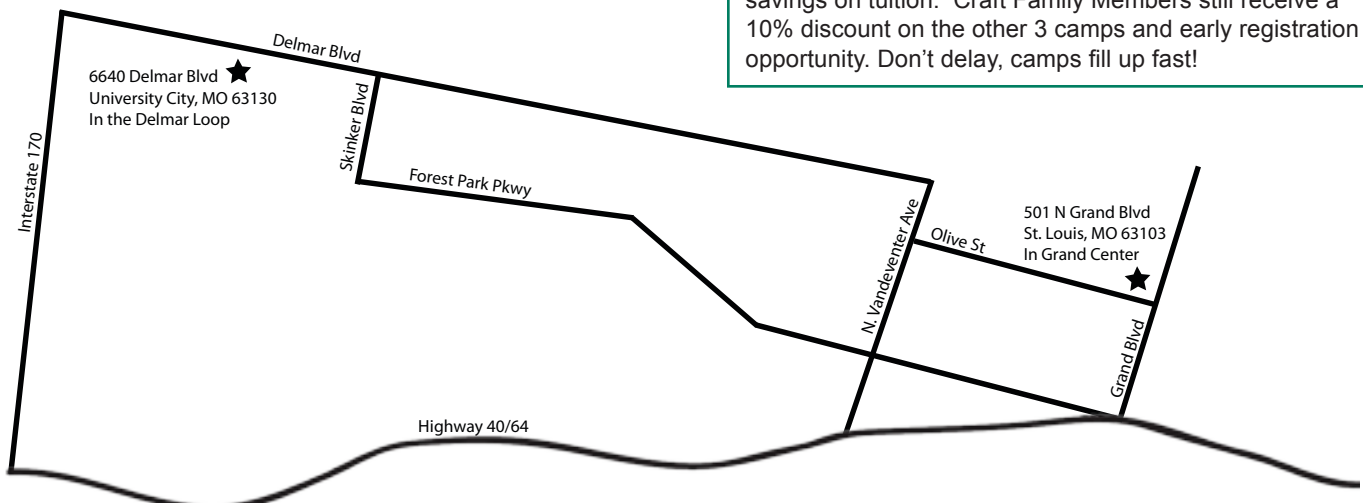 savings on tuition. Craft Family Members still receive a
10% discount on the other 3 camps and early registration
opportunity. Don't delay, camps fill up fast!
Delmar Blvd
6640 Delmar Blvd
University City, MO 63130
In the Delmar Loop
Skinker Blvd
Interstate 170
Forest Park Pkwy
N. Vandeventer Ave
Olive St
501 N Grand Blvd
St. Louis, MO 63103
In Grand Center
Grand Blvd
Highway 40/64